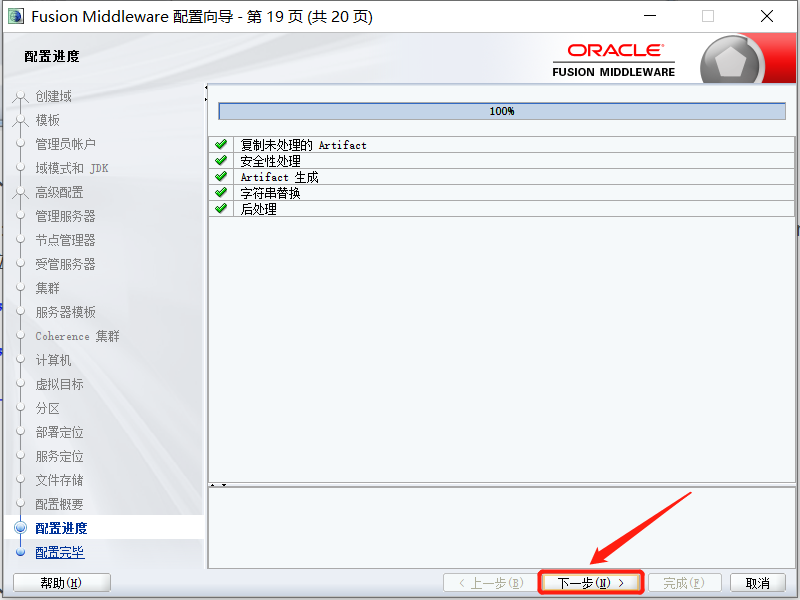 Fusion Middleware 配置向导 - 第 19 页 (共 20 页)
配置进度
ORACLE
FUSION MIDDLEWARE
创建域
模板
管理员帐户
域模式和 JDK
高级配置
管理服务器
节点管理器
受管服务器
集群
服务器模板
Coherence 集群
计算机
虚拟目标
分区
部署定位
服务定位
文件存储
配置概要
配置进度
配置完毕
100%
复制未处理的 Artifact
安全性处理
Artifact 生成
字符串替换
后处理
帮助(H)
< 上一步(B)
下一步(N) >
完成(F)
取消